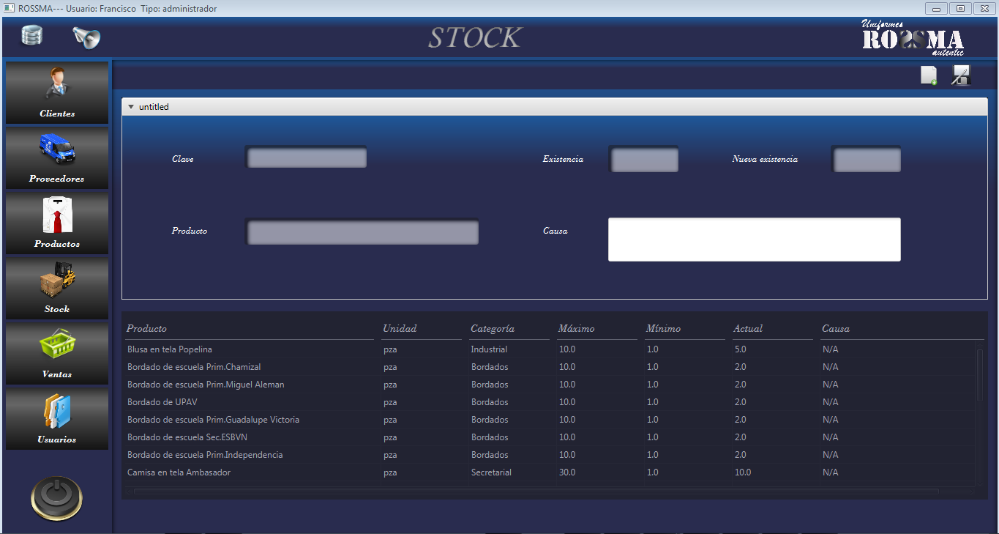 ROSSMA--- Usuario: Francisco Tipo: administrador
STOCK
Uniformes
ROSSMA
autentic
Clientes
Proveedores
Productos
Stock
Ventas
Usuarios
untitled
Clave Existencia Nueva existencia
Producto Causa
Producto Unidad Categoría Máximo Mínimo Actual Causa
Blusa en tela Popelina pza Industrial 10.0 1.0 5.0 N/A
Bordado de escuela Prim.Chamizal pza Bordados 10.0 1.0 2.0 N/A
Bordado de escuela Prim.Miguel Aleman pza Bordados 10.0 1.0 2.0 N/A
Bordado de UPAV pza Bordados 10.0 1.0 2.0 N/A
Bordado de escuela Prim.Guadalupe Victoria pza Bordados 10.0 1.0 2.0 N/A
Bordado de escuela Sec.ESBVN pza Bordados 10.0 1.0 2.0 N/A
Bordado de escuela Prim.Independencia pza Bordados 10.0 1.0 2.0 N/A
Camisa en tela Ambasador pza Secretarial 30.0 1.0 10.0 N/A